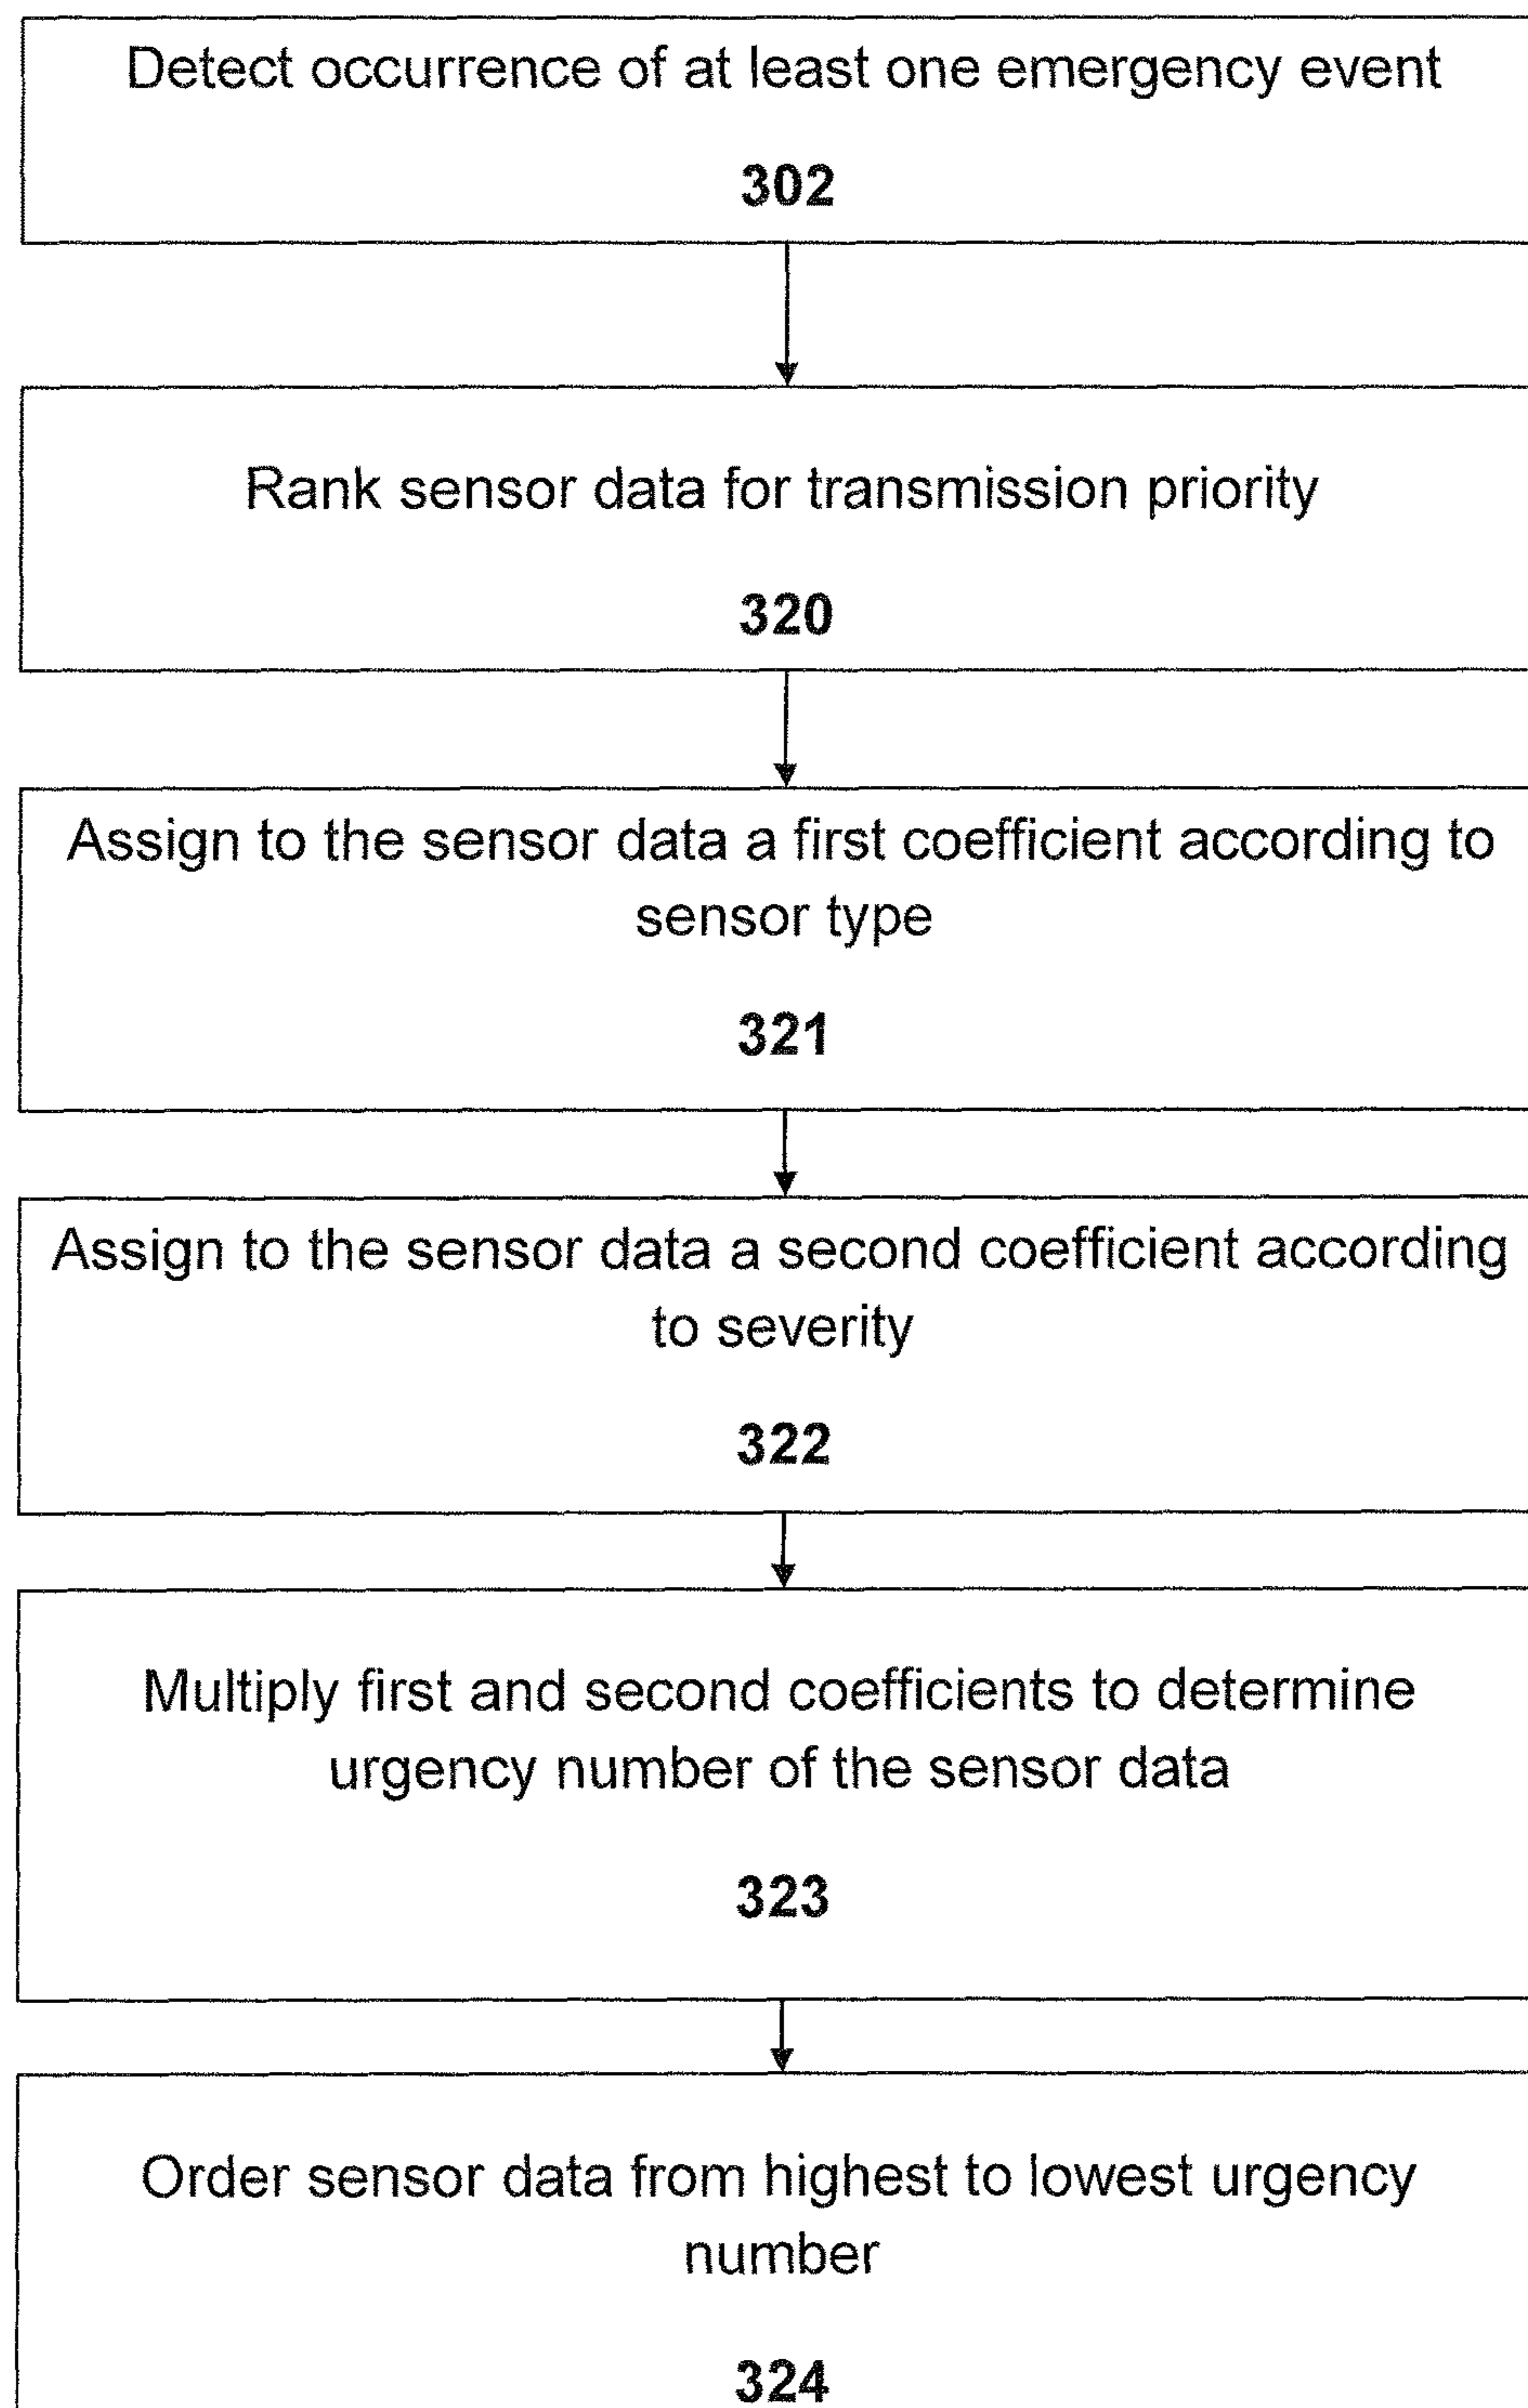 Detect occurrence of at least one emergency event
302
Rank sensor data for transmission priority
320
Assign to the sensor data a first coefficient according to
sensor type
321
Assign to the sensor data a second coefficient according
to severity
322
Multiply first and second coefficients to determine
urgency number of the sensor data
323
Order sensor data from highest to lowest urgency
number
324